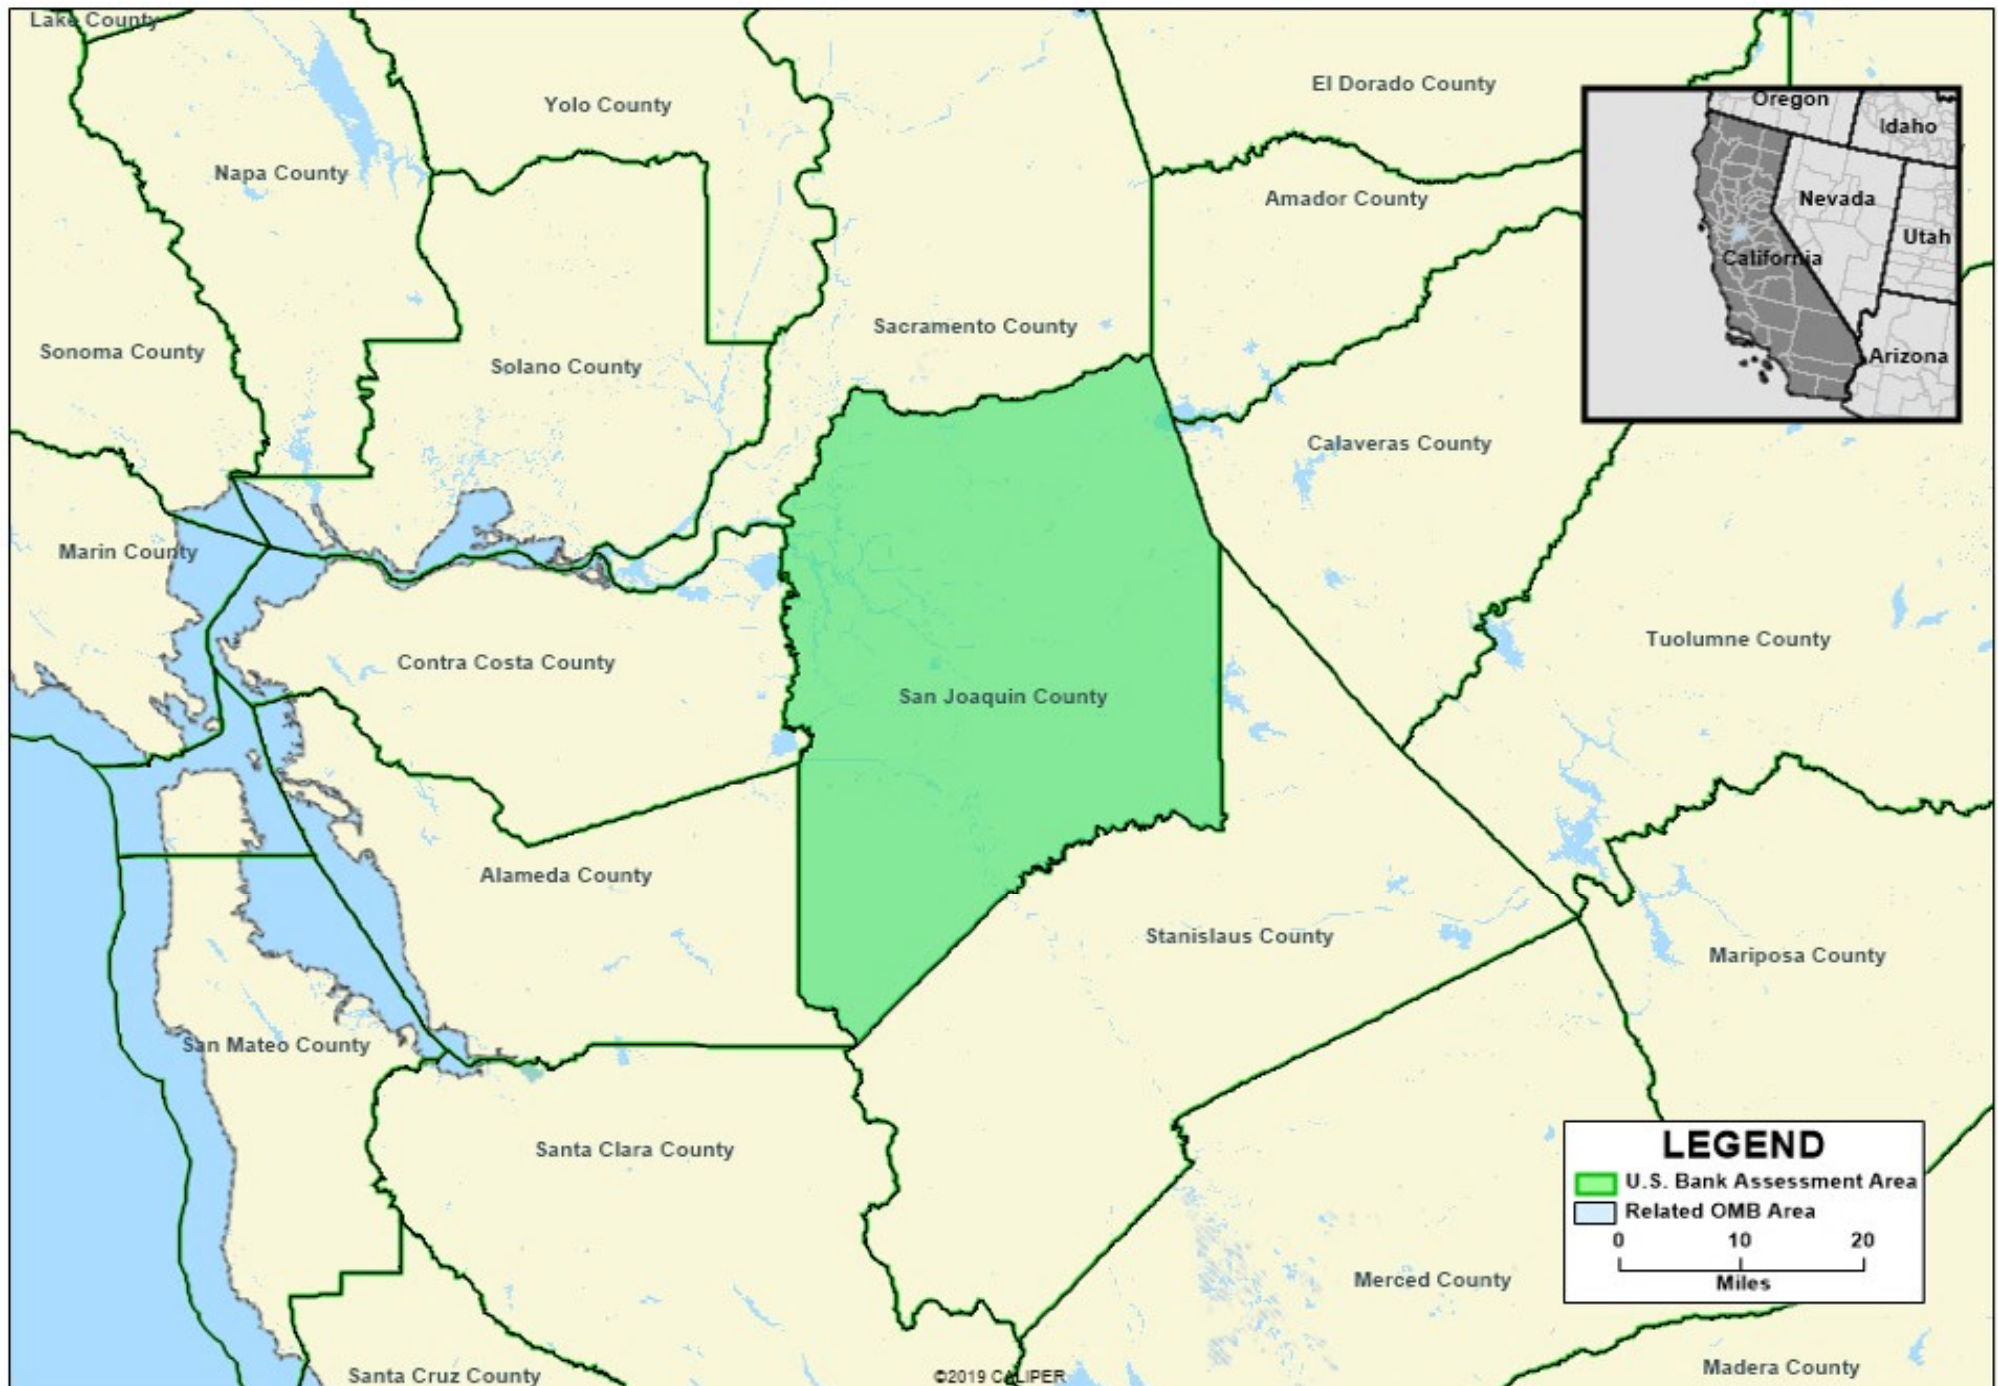 Lake County
El Dorado County
Yolo County
Oregon
Idaho
Napa County
Amador County
Nevada
Utah
California
Sacramento County
Sonoma County
Solano County
Arizona
Calaveras County
Marin County
Tuolumne County
Contra Costa County
San Joaquin County
Alameda County
Stanislaus County
Mariposa County
San Mateo County
Santa Clara County
LEGEND
U.S. Bank Assessment Area
Related OMB Area
0 10 20
Miles
Merced County
Madera County
Santa Cruz County
©2019 CALIPER